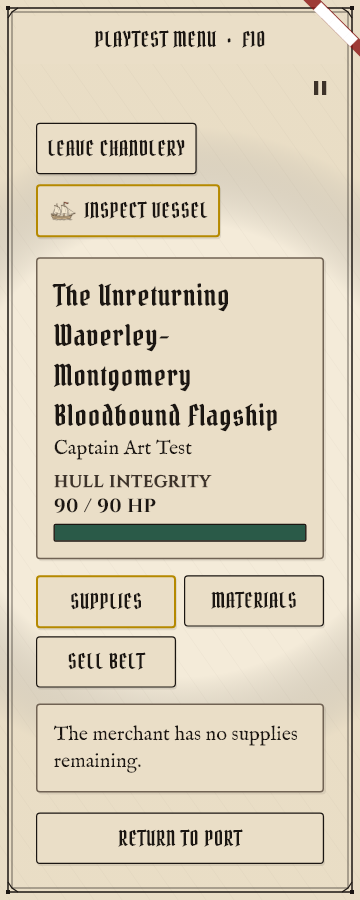 PLAYTEST MENU · F10
LEAVE CHANDLERY
INSPECT VESSEL
The Unreturning
Waverley-
Montgomery
Bloodbound Flagship
Captain Art Test
HULL INTEGRITY
90 / 90 HP
SUPPLIES
MATERIALS
SELL BELT
The merchant has no supplies
remaining.
RETURN TO PORT